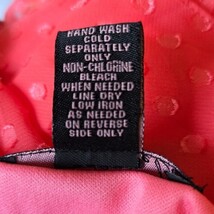 HAND WASH
COLD
SEPARATELY
ONLY
NON-CHLORINE
BLEACH
WHEN NEEDED
LINE DRY
LOW IRON
AS NEEDED
ON REVERSE
SIDE ONLY